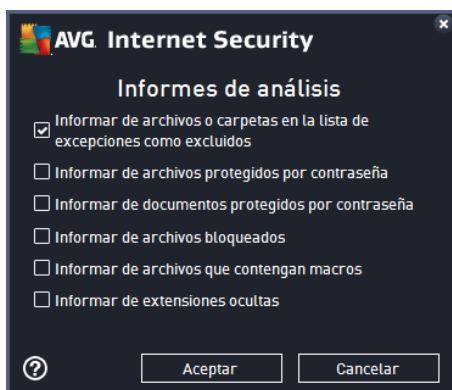 AVG. Internet Security
Informes de análisis
Informar de archivos o carpetas en la lista de
excepciones como excluidos
Informar de archivos protegidos por contraseña
Informar de documentos protegidos por contraseña
Informar de archivos bloqueados
Informar de archivos que contengan macros
Informar de extensiones ocultas
? Aceptar Cancelar